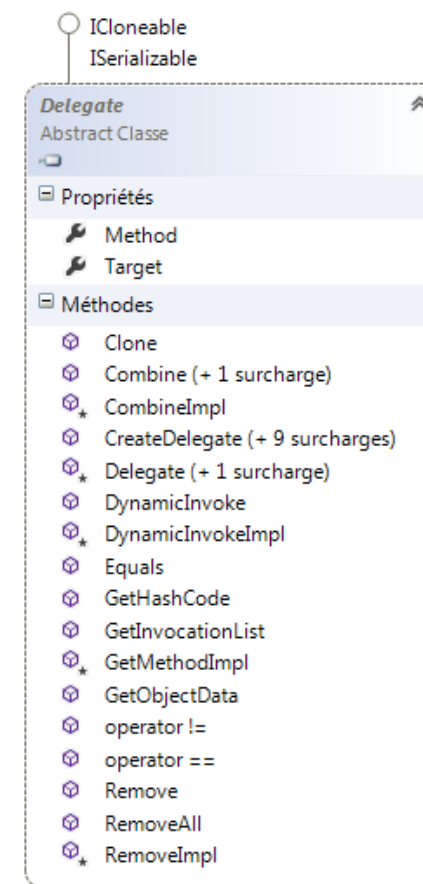 ICloneable
ISerializable
Delegate
Abstract Classe
Propriétés
Method
Target
Méthodes
Clone
Combine (+ 1 surcharge)
CombineImpl
CreateDelegate (+ 9 surcharges)
Delegate (+ 1 surcharge)
DynamicInvoke
DynamicInvokeImpl
Equals
GetHashCode
GetInvocationList
GetMethodImpl
GetObjectData
operator !=
operator ==
Remove
RemoveAll
RemoveImpl